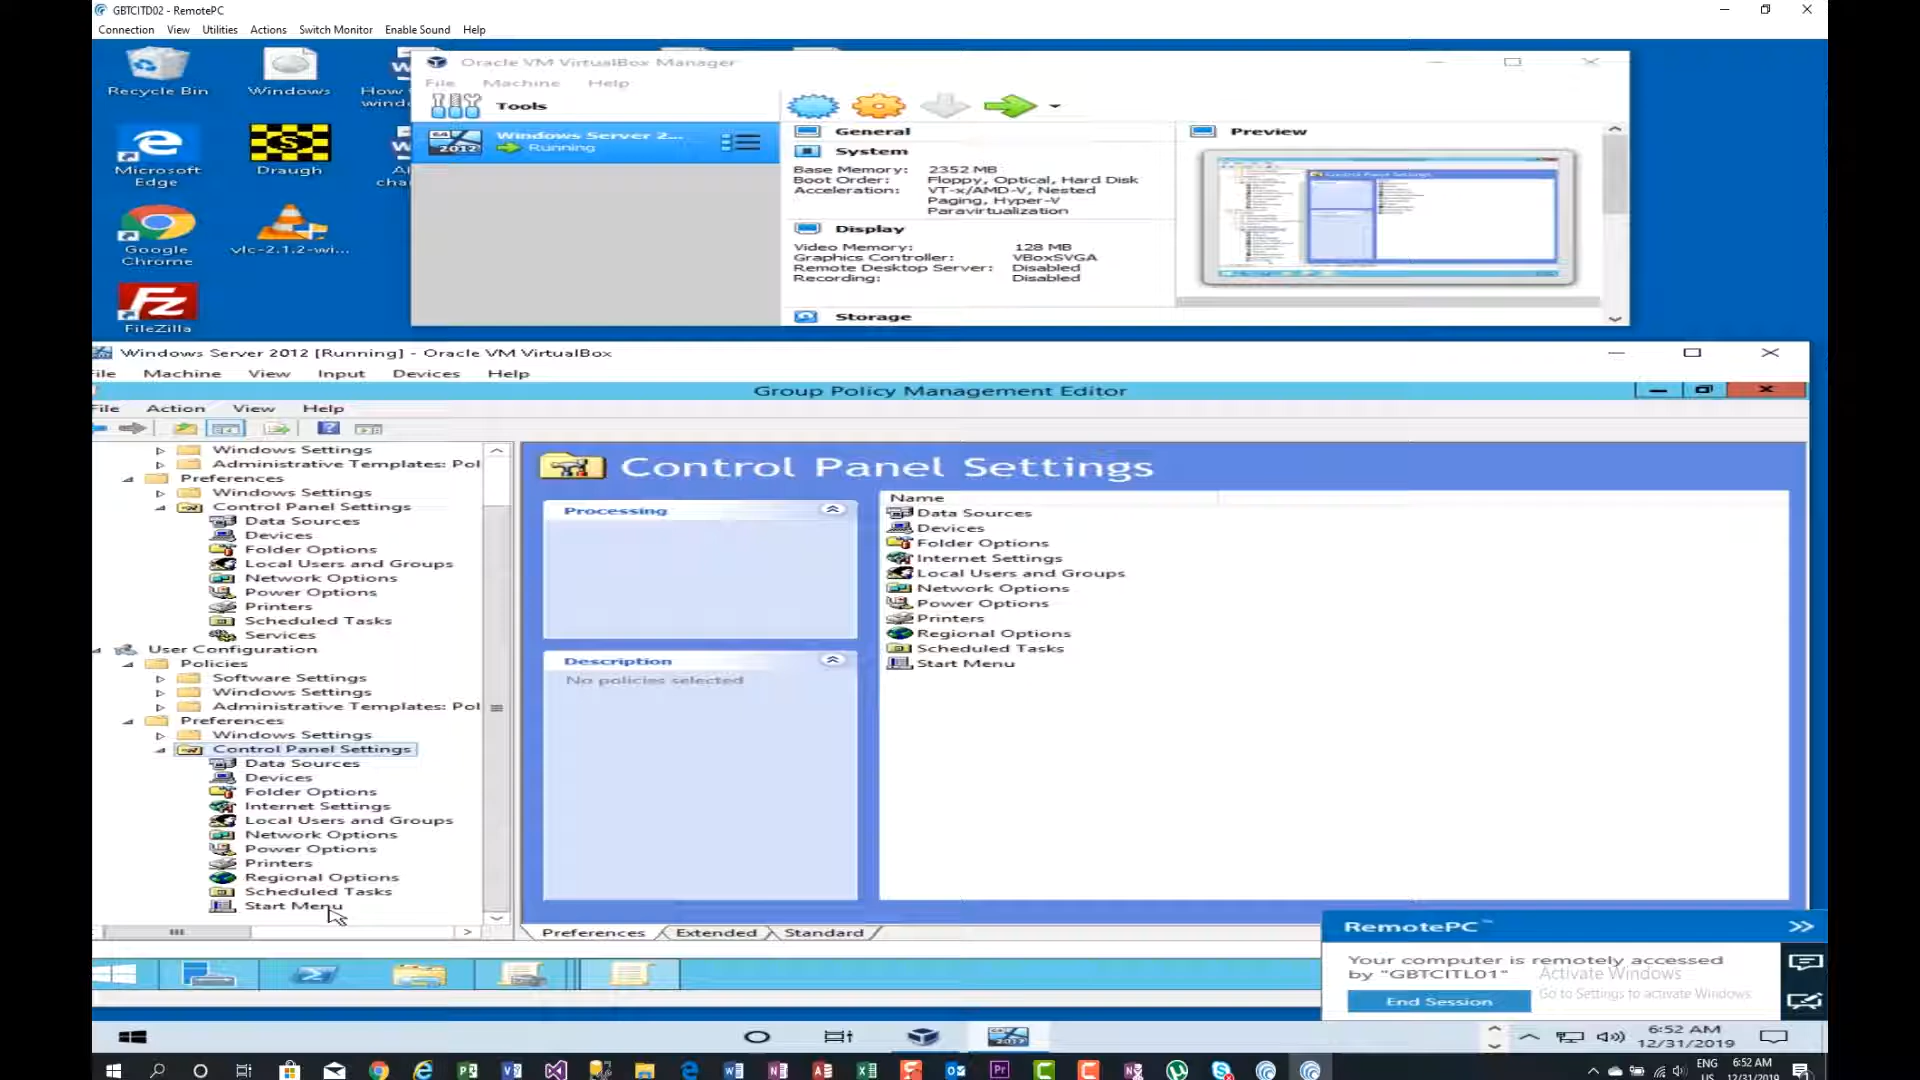 GBTCITD02 - RemotePC
Connection View Utilities Actions Switch Monitor Enable Sound Help
Recycle Bin
Windows
How
wind
Microsoft Edge
Draugh
Al
cha
Google Chrome
vlc-2.1.2-wi...
FileZilla
Oracle VM VirtualBox Manager
File Machine Help
Tools
Windows Server 2...
Running
General
System
Base Memory: 2352 MB
Boot Order: Floppy, Optical, Hard Disk
Acceleration: VT-x/AMD-V, Nested
Paging, Hyper-V
Paravirtualization
Display
Video Memory: 128 MB
Graphics Controller: VBoxSVGA
Remote Desktop Server: Disabled
Recording: Disabled
Storage
Preview
Windows Server 2012 [Running] - Oracle VM VirtualBox
ile Machine View Input Devices Help
Group Policy Management Editor
ile Action View Help
Windows Settings
Administrative Templates: Pol
Preferences
Windows Settings
Control Panel Settings
Data Sources
Devices
Folder Options
Local Users and Groups
Network Options
Power Options
Printers
Scheduled Tasks
Services
User Configuration
Policies
Software Settings
Windows Settings
Administrative Templates: Pol
Preferences
Windows Settings
Control Panel Settings
Data Sources
Devices
Folder Options
Internet Settings
Local Users and Groups
Network Options
Power Options
Printers
Regional Options
Scheduled Tasks
Start Menu
Control Panel Settings
Processing
Description
No policies selected
Name
Data Sources
Devices
Folder Options
Internet Settings
Local Users and Groups
Network Options
Power Options
Printers
Regional Options
Scheduled Tasks
Start Menu
Preferences Extended Standard
RemotePC™
Your computer is remotely accessed
by "GBTCITL01"
End Session
Activate Windows
Go to Settings to activate Windows.
6:52 AM
12/31/2019
ENG
6:52 AM